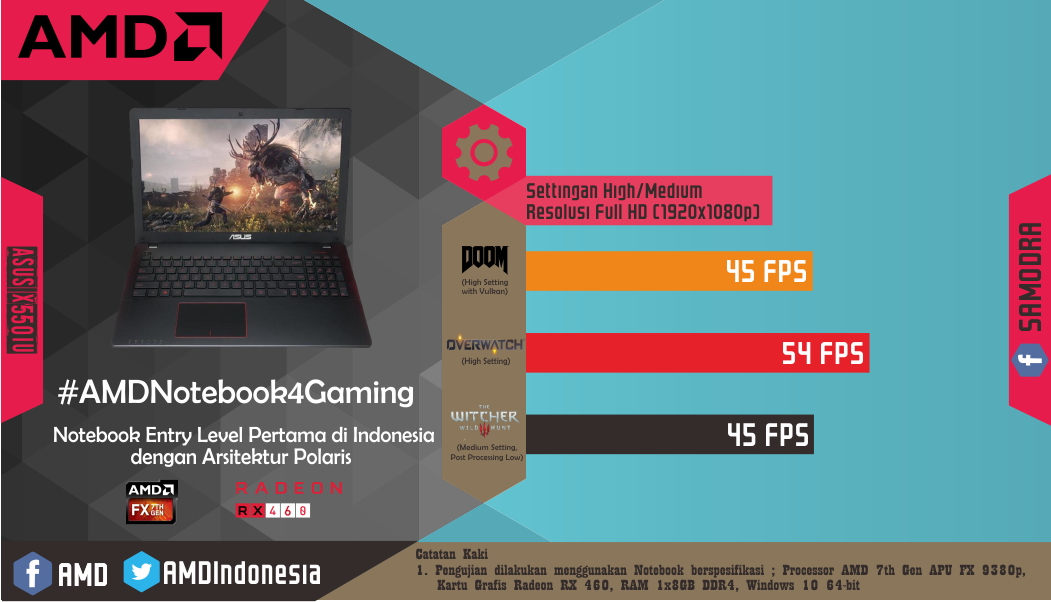 AMD
ASUS X550IU
ASUS
#AMDNotebook4Gaming
Notebook Entry Level Pertama di Indonesia
dengan Arsitektur Polaris
AMD
FX 7TH GEN
RADEON
RX 460
Settingan High/Medium
Resolusi Full HD (1920x1080p)
DOOM
(High Setting
with Vulkan)
45 FPS
OVERWATCH
(High Setting)
54 FPS
THE
WITCHER
WILD HUNT
(Medium Setting,
Post Processing Low)
45 FPS
SAMODRA
AMD
AMDIndonesia
Catatan Kaki
1. Pengujian dilakukan menggunakan Notebook berspesifikasi ; Processor AMD 7th Gen APU FX 9380p,
Kartu Grafis Radeon RX 460, RAM 1x8GB DDR4, Windows 10 64-bit